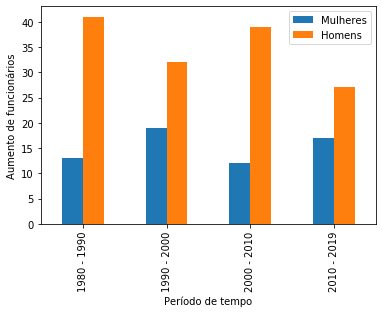 Mulheres
Homens
Aumento de funcionários
40
35
30
25
20
15
10
5
0
1980 - 1990
1990 - 2000
2000 - 2010
2010 - 2019
Período de tempo